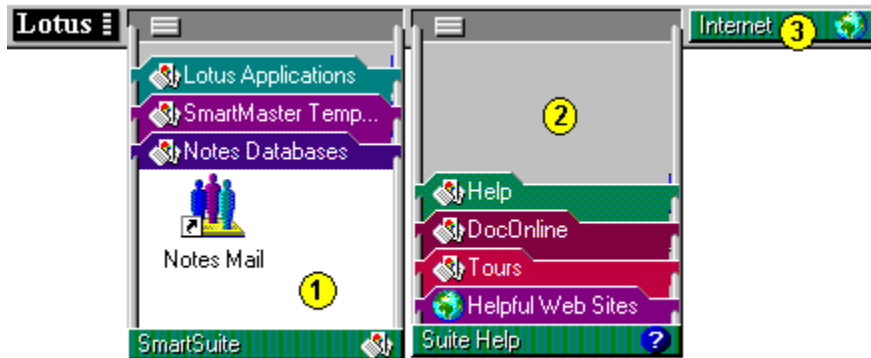 Lotus
Internet
3
Lotus Applications
SmartMaster Temp...
Notes Databases
Notes Mail
1
SmartSuite
2
Help
DocOnline
Tours
Helpful Web Sites
Suite Help
?